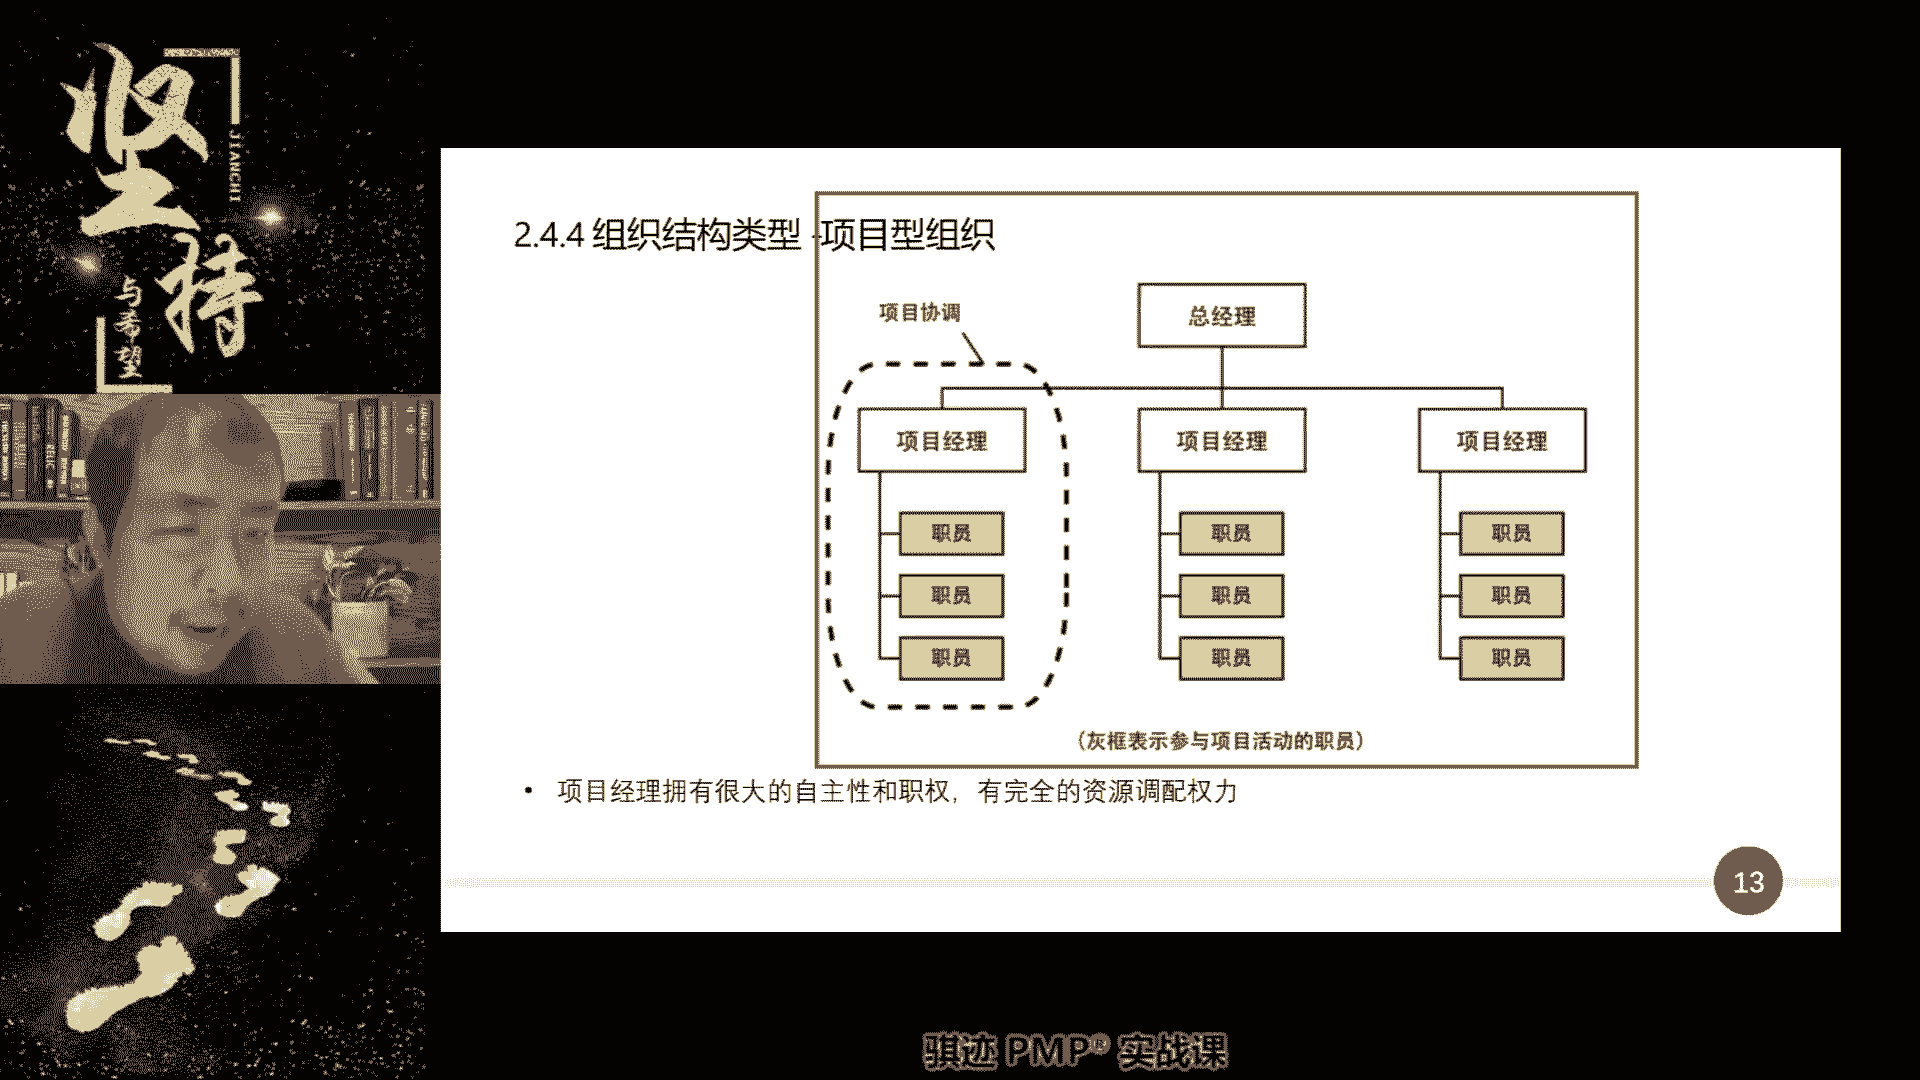 坚持
JIANCHI
与希望
2.4.4 组织结构类型 -项目型组织
项目协调
总经理
项目经理
项目经理
项目经理
职员
职员
职员
职员
职员
职员
职员
职员
职员
(灰框表示参与项目活动的职员)
• 项目经理拥有很大的自主性和职权，有完全的资源调配权力
13
骐迹 PMP® 实战课